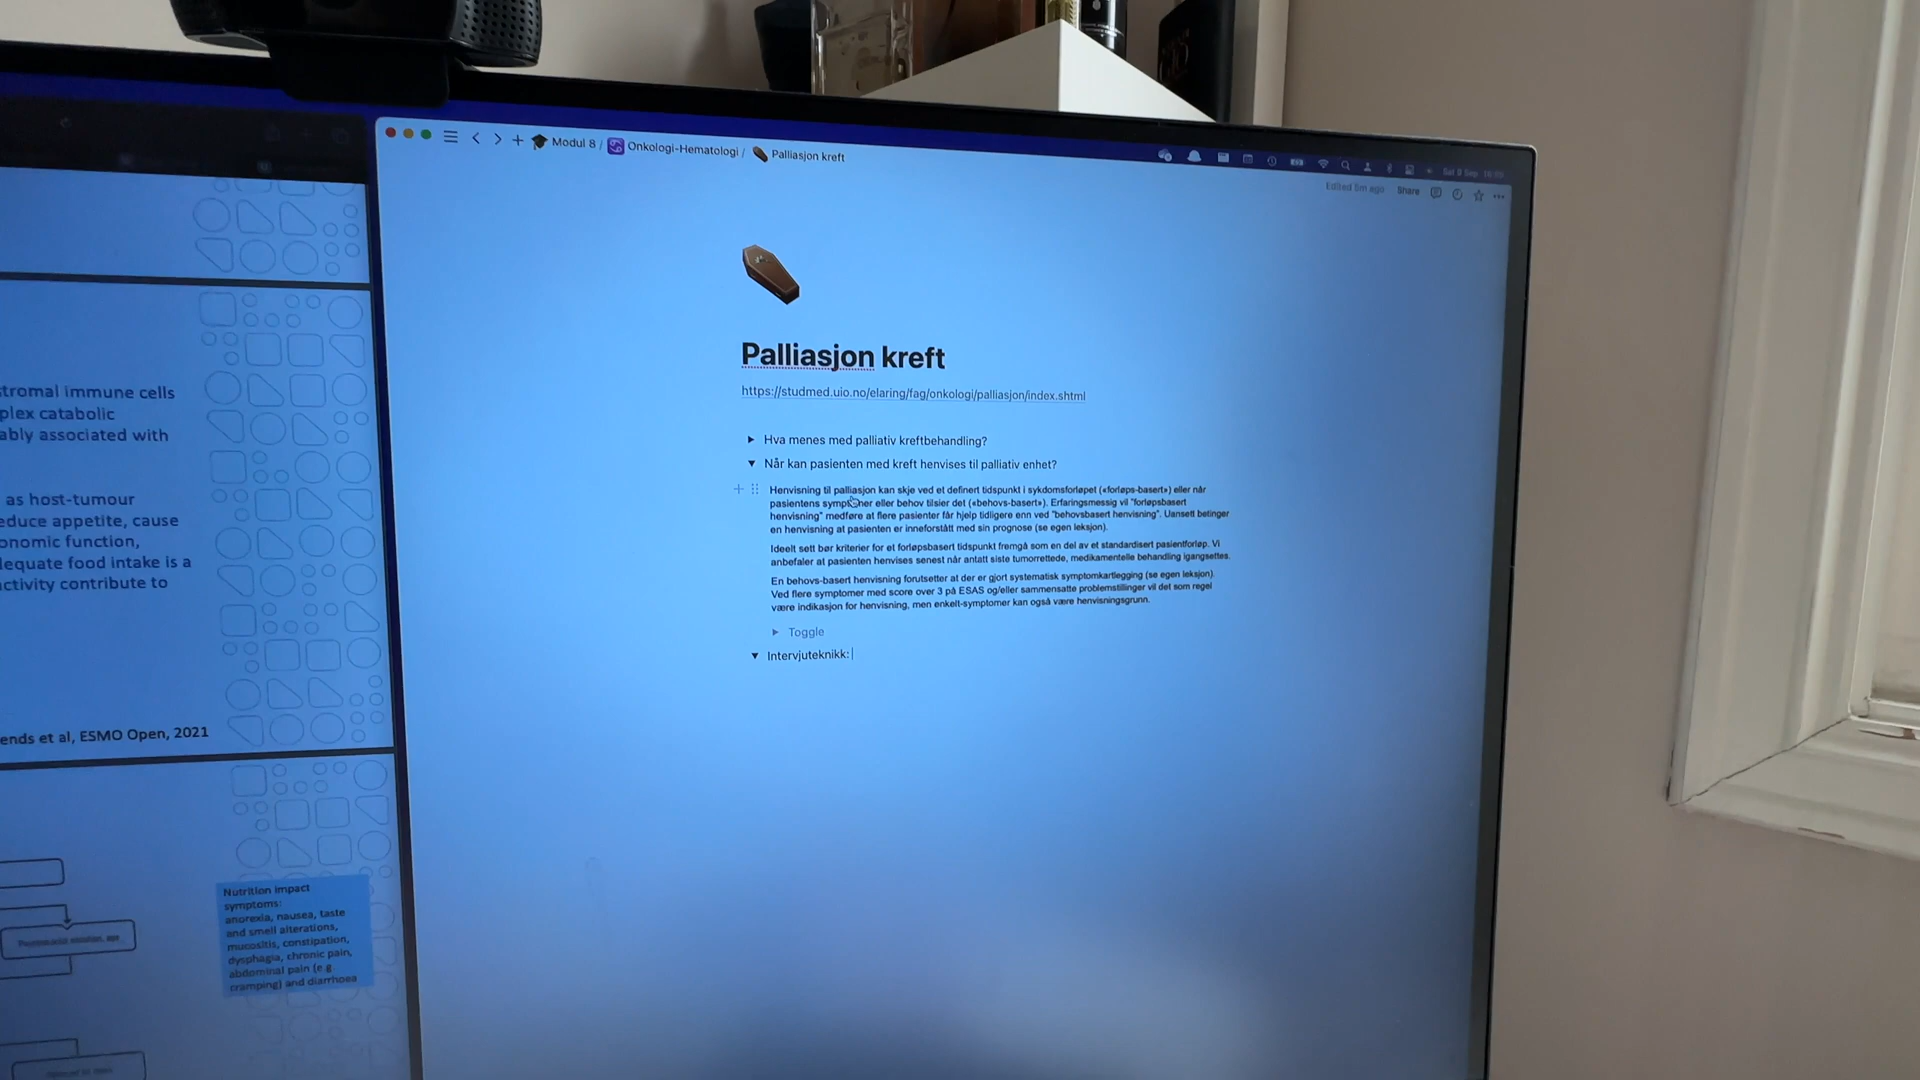 Modul 8 / Onkologi-Hematologi / Palliasjon kreft
Sat 9 Sep
Edited 8m ago Share
Palliasjon kreft
https://studmed.uio.no/elaring/fag/onkologi/palliasjon/index.shtml
Hva menes med palliativ kreftbehandling?
Når kan pasienten med kreft henvises til palliativ enhet?
Henvisning til palliasjon kan skje ved et definert tidspunkt i sykdomsforløpet («forløps-basert») eller når
pasientens symptomer eller behov tilsier det («behovs-basert»). Erfaringsmessig vil "forløpsbasert
henvisning" medføre at flere pasienter får hjelp tidligere enn ved "behovsbasert henvisning". Uansett betinger
en henvisning at pasienten er inneforstått med sin prognose (se egen leksjon).
Ideelt sett bør kriterier for et forløpsbasert tidspunkt fremgå som en del av et standardisert pasientforløp. Vi
anbefaler at pasienten henvises senest når antatt siste tumorrettede, medikamentelle behandling igangsettes.
En behovs-basert henvisning forutsetter at der er gjort systematisk symptomkartlegging (se egen leksjon).
Ved flere symptomer med score over 3 på ESAS og/eller sammensatte problemstillinger vil det som regel
være indikasjon for henvisning, men enkelt-symptomer kan også være henvisningsgrunn.
Toggle
Intervjuteknikk:
tromal immune cells
plex catabolic
ably associated with
as host-tumour
educe appetite, cause
onomic function,
lequate food intake is a
activity contribute to
ends et al, ESMO Open, 2021
Nutrition impact
symptoms:
anorexia, nausea, taste
and smell alterations,
mucositis, constipation,
dysphagia, chronic pain,
abdominal pain (e g
cramping) and diarrhoea